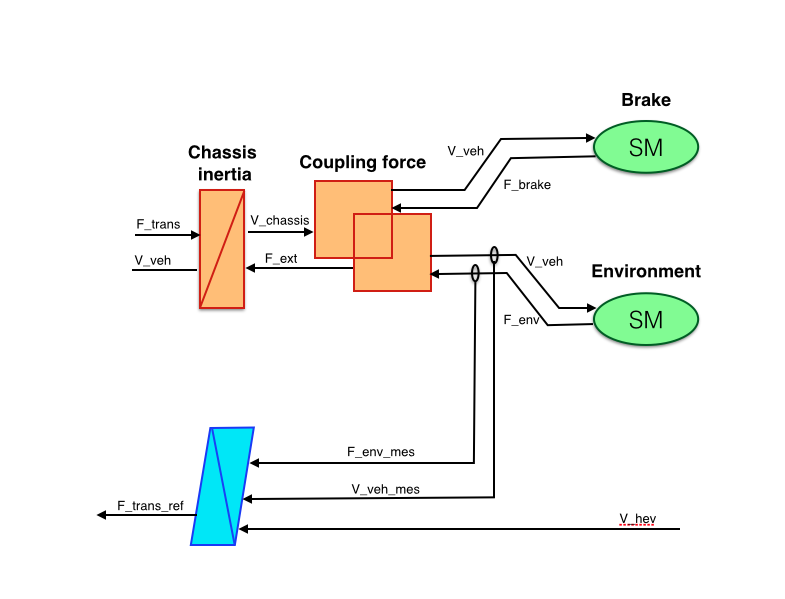 Brake
SM
Chassis
inertia
Coupling force
V_veh
F_brake
F_trans
V_chassis
V_veh
F_ext
V_veh
Environment
F_env
SM
F_env_mes
V_veh_mes
F_trans_ref
V_hev